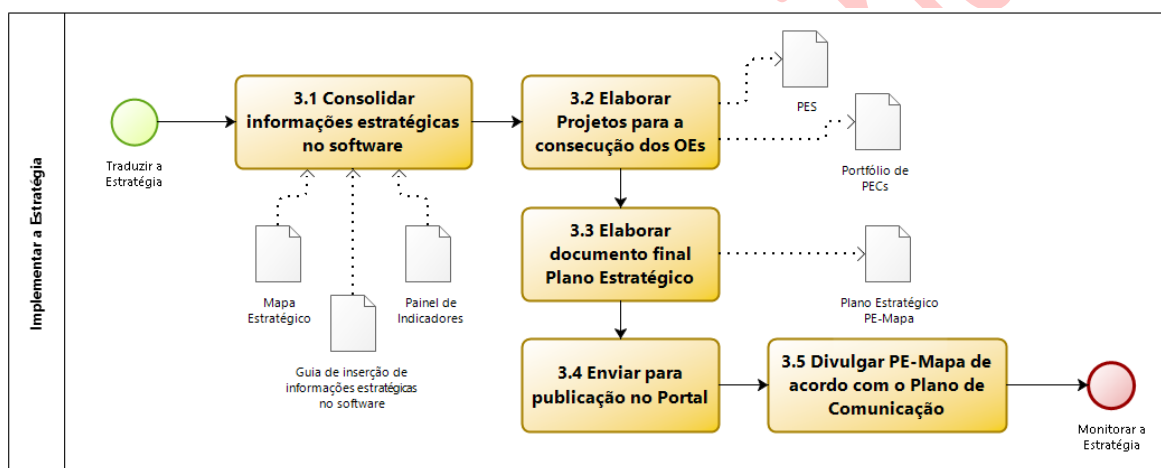 Implementar a Estratégia
Traduzir a
Estratégia
3.1 Consolidar
informações estratégicas
no software
Mapa
Estratégico
Guia de inserção de
informações estratégicas
no software
Painel de
Indicadores
3.2 Elaborar
Projetos para a
consecução dos OEs
PES
Portfólio de
PECs
3.3 Elaborar
documento final
Plano Estratégico
Plano Estratégico
PE-Mapa
3.4 Enviar para
publicação no Portal
3.5 Divulgar PE-Mapa de
acordo com o Plano de
Comunicação
Monitorar a
Estratégia